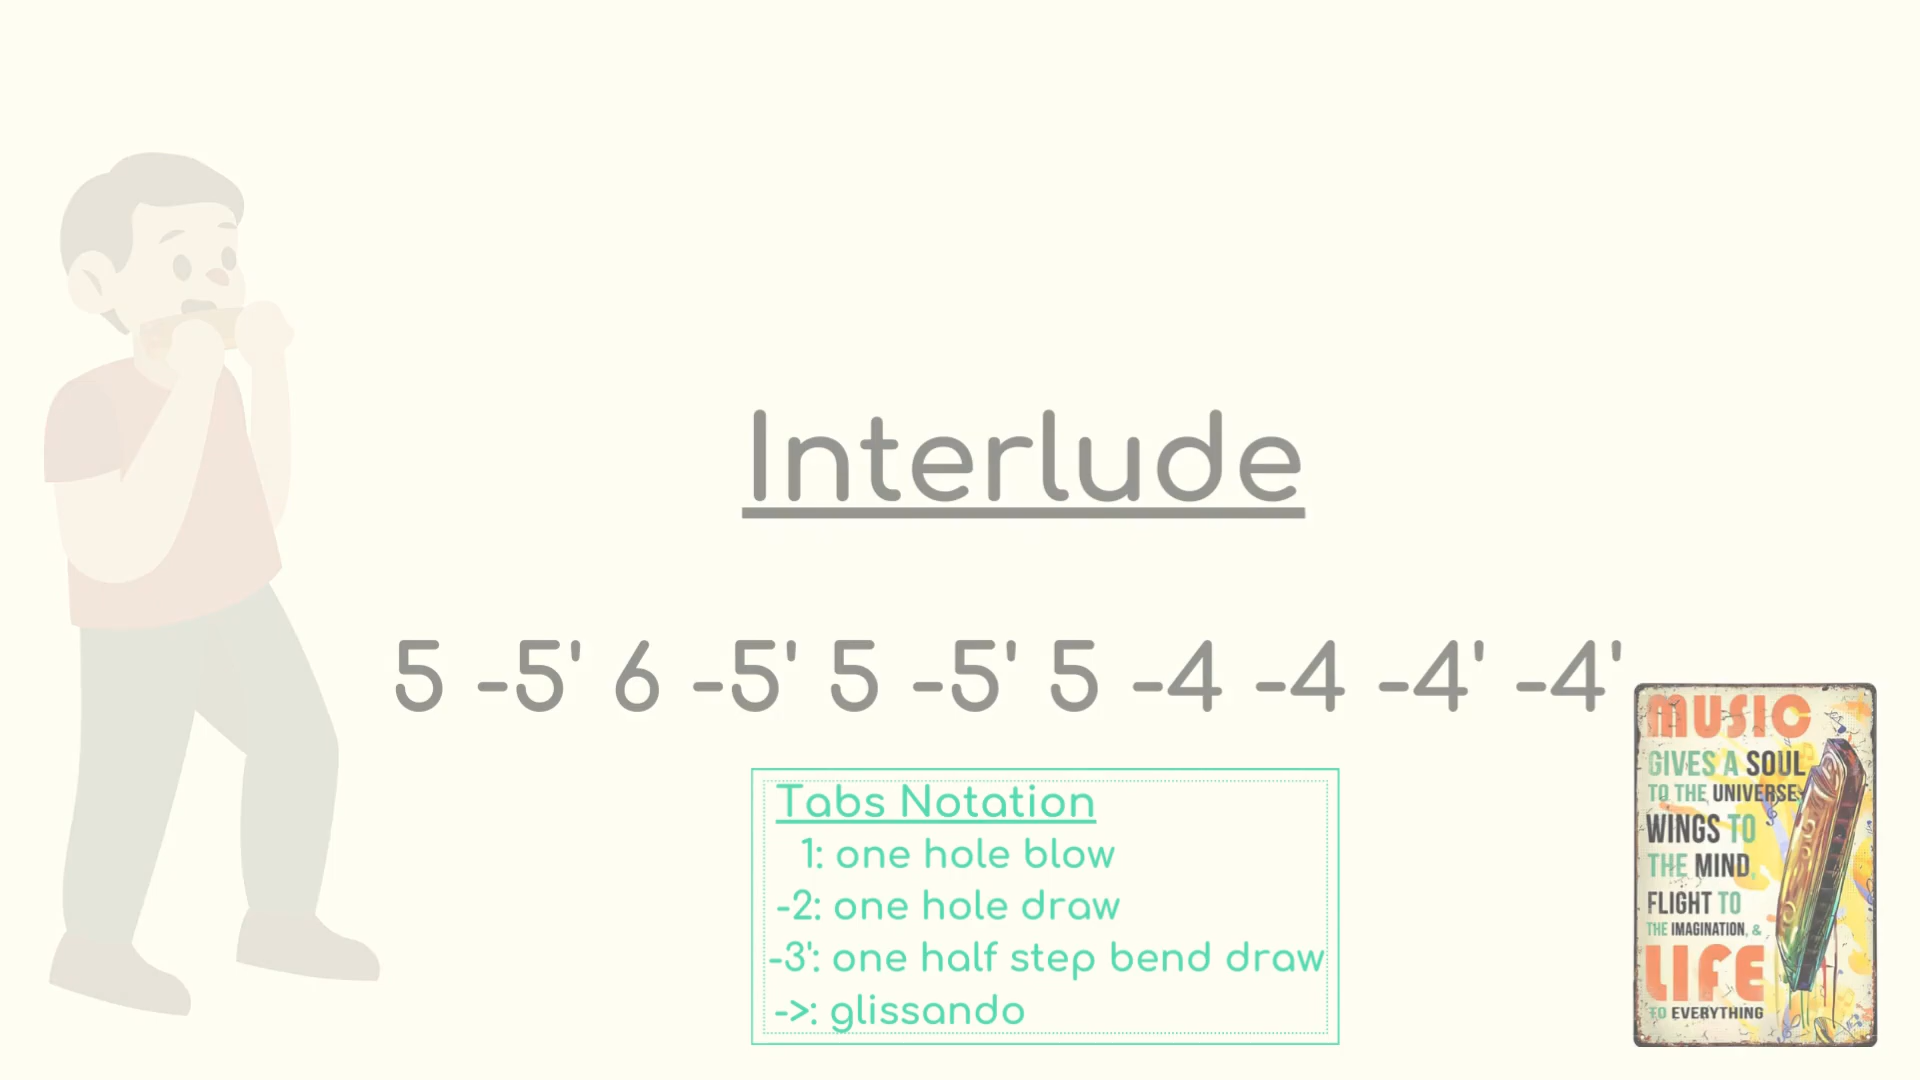 Interlude
5 -5' 6 -5' 5 -5' 5 -4 -4 -4' -4'
Tabs Notation
1: one hole blow
-2: one hole draw
-3': one half step bend draw
->: glissando
MUSIC
GIVES A SOUL
TO THE UNIVERSE,
WINGS TO
THE MIND,
FLIGHT TO
THE IMAGINATION, &
LIFE
TO EVERYTHING